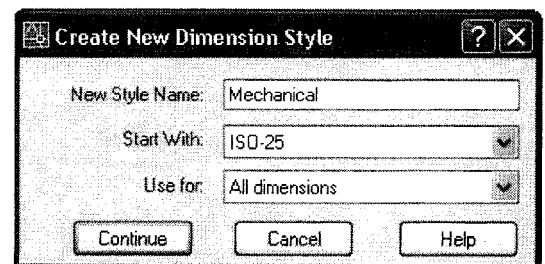 Create New Dimension Style
New Style Name: Mechanical
Start With: ISO-25
Use for: All dimensions
Continue Cancel Help